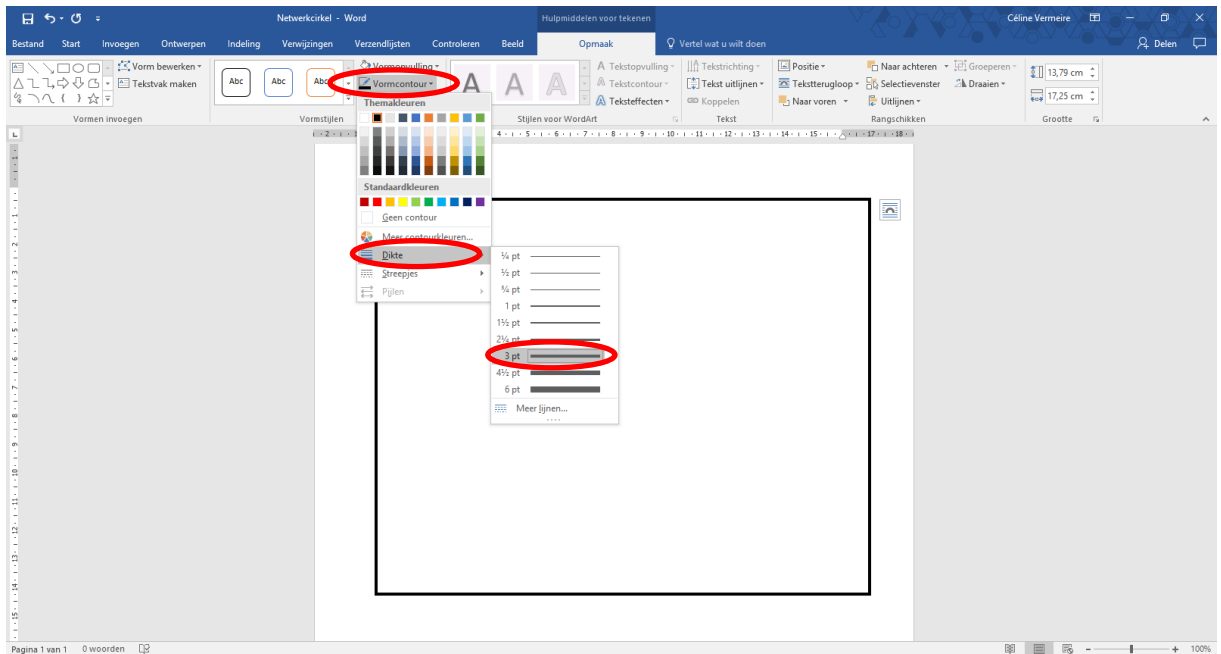 Netwerkcirkel - Word
Hulpmiddelen voor tekenen
Céline Vermeire
Bestand Start Invoegen Ontwerpen Indeling Verwijzingen Verzendlijsten Controleren Beeld Opmaak Vertel wat u wilt doen Delen
Vorm bewerken
Tekstvak maken
Vormen invoegen
Abc Abc Abc
Vormstijlen
Vormopvulling
Vormcontour
A A A
A Tekstopvulling
A Tekstcontour
A Teksteffecten
Stijlen voor WordArt
Tekstrichting
Tekst uitlijnen
Koppelen
Tekst
Positie
Tekstterugloop
Naar voren
Naar achteren
Selectievenster
Uitlijnen
Groeperen
Draaien
Rangschikken
13,79 cm
17,25 cm
Grootte
Themakleuren
Standaardkleuren
Geen contour
Meer contourkleuren...
Dikte
Streepjes
Pijlen
¼ pt
½ pt
¾ pt
1 pt
1½ pt
2¼ pt
3 pt
4½ pt
6 pt
Meer lijnen...
Pagina 1 van 1 0 woorden 100%